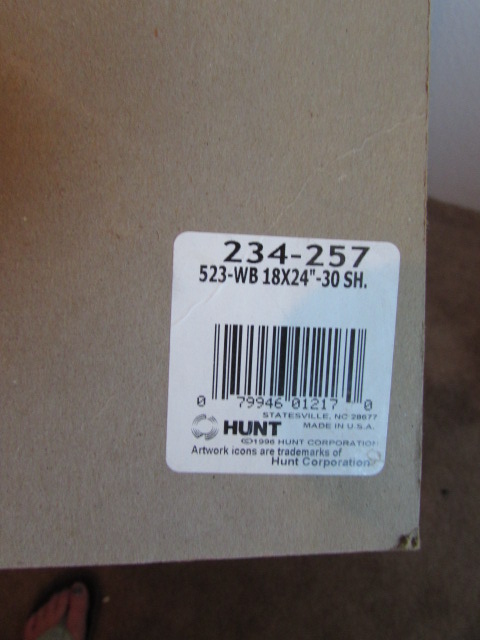 234-257
523-WB 18X24"-30 SH.
0 79946 01217 0
STATESVILLE, NC 28677
HUNT MADE IN U.S.A.
©1996 HUNT CORPORATION
Artwork icons are trademarks of
Hunt Corporation